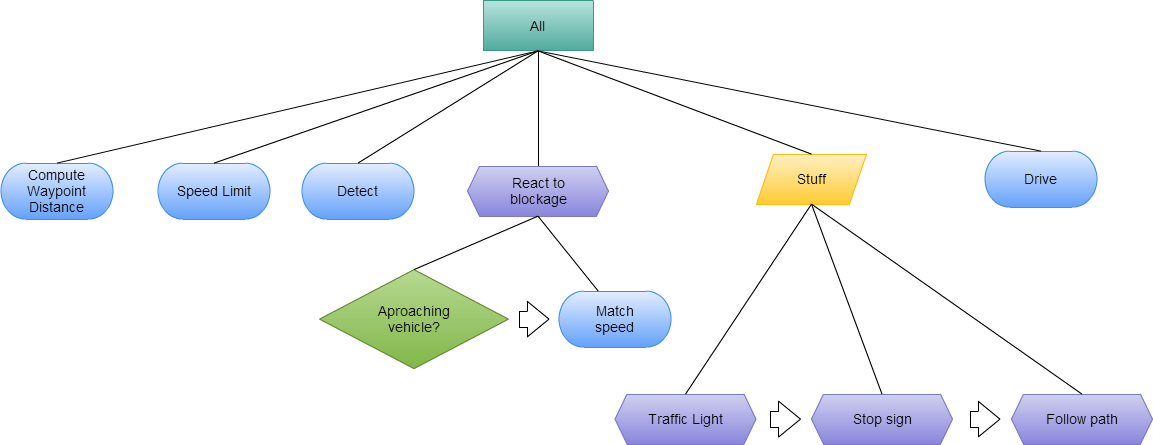 All
Compute
Waypoint
Distance
Speed Limit
Detect
React to
blockage
Stuff
Drive
Aproaching
vehicle?
Match
speed
Traffic Light
Stop sign
Follow path